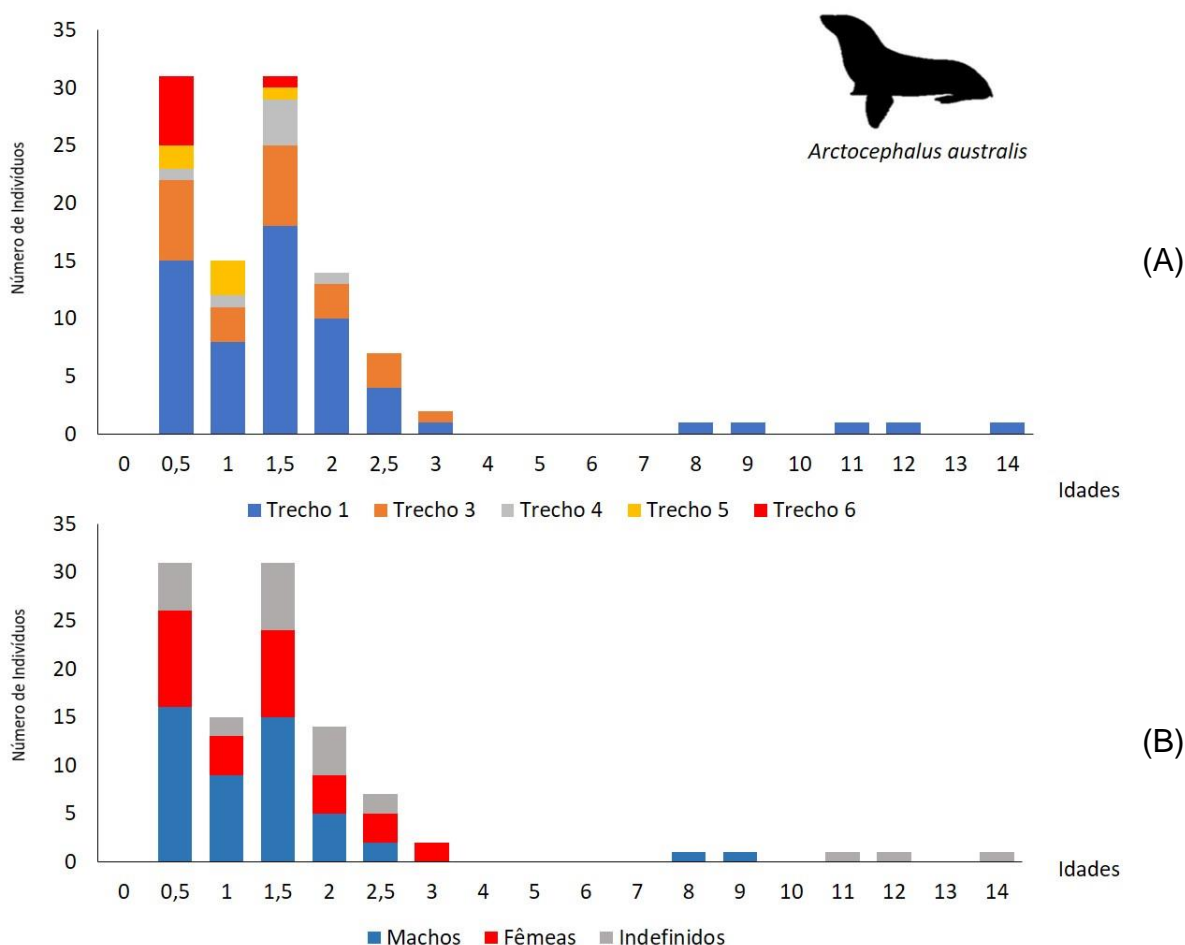 35
30
25
20
15
10
5
0
Número de Indivíduos
Arctocephalus australis
(A)
0 0,5 1 1,5 2 2,5 3 4 5 6 7 8 9 10 11 12 13 14
Idades
Trecho 1 Trecho 3 Trecho 4 Trecho 5 Trecho 6
35
30
25
20
15
10
5
0
Número de Indivíduos
(B)
0 0,5 1 1,5 2 2,5 3 4 5 6 7 8 9 10 11 12 13 14
Idades
Machos Fêmeas Indefinidos